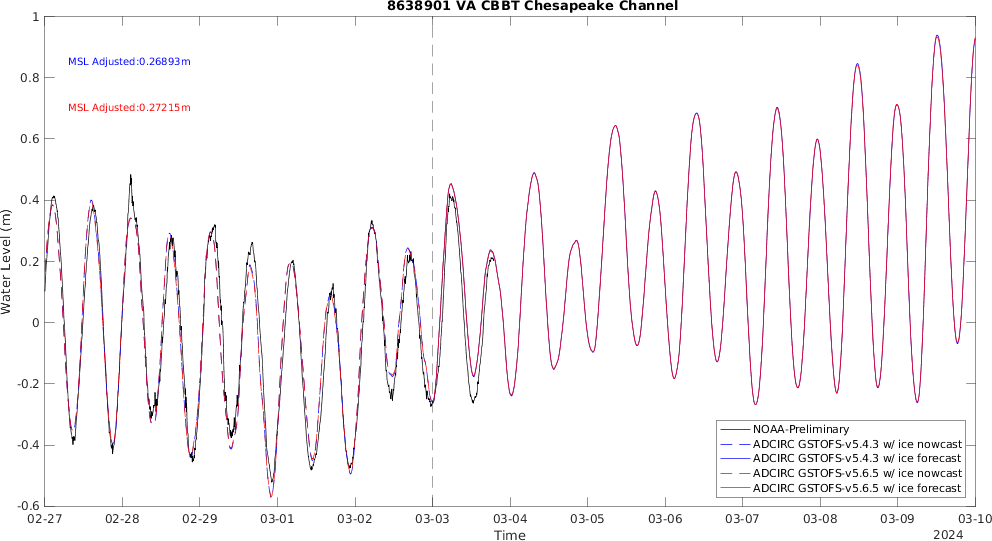 8638901 VA CBBT Chesapeake Channel
MSL Adjusted:0.26893m
MSL Adjusted:0.27215m
Water Level (m)
1
0.8
0.6
0.4
0.2
0
-0.2
-0.4
-0.6
NOAA-Preliminary
ADCIRC GSTOFS-v5.4.3 w/ ice nowcast
ADCIRC GSTOFS-v5.4.3 w/ ice forecast
ADCIRC GSTOFS-v5.6.5 w/ ice nowcast
ADCIRC GSTOFS-v5.6.5 w/ ice forecast
02-27 02-28 02-29 03-01 03-02 03-03 03-04 03-05 03-06 03-07 03-08 03-09 03-10
Time
2024